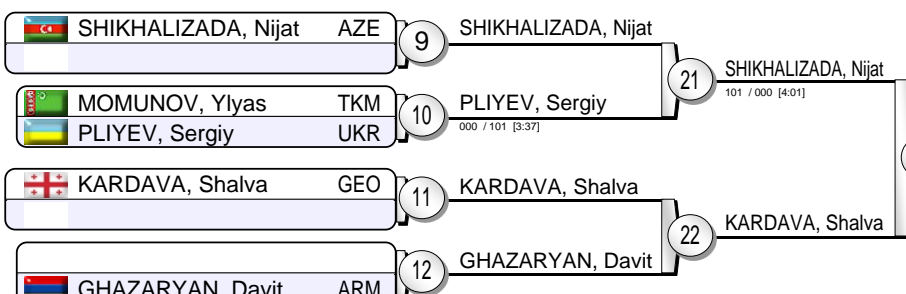 SHIKHALIZADA, Nijat AZE
9
SHIKHALIZADA, Nijat
21
SHIKHALIZADA, Nijat
101 / 000 [4:01]
MOMUNOV, Ylyas TKM
PLIYEV, Sergiy UKR
10
PLIYEV, Sergiy
000 / 101 [3:37]
KARDAVA, Shalva GEO
11
KARDAVA, Shalva
22
KARDAVA, Shalva
GHAZARYAN, Davit ARM
12
GHAZARYAN, Davit